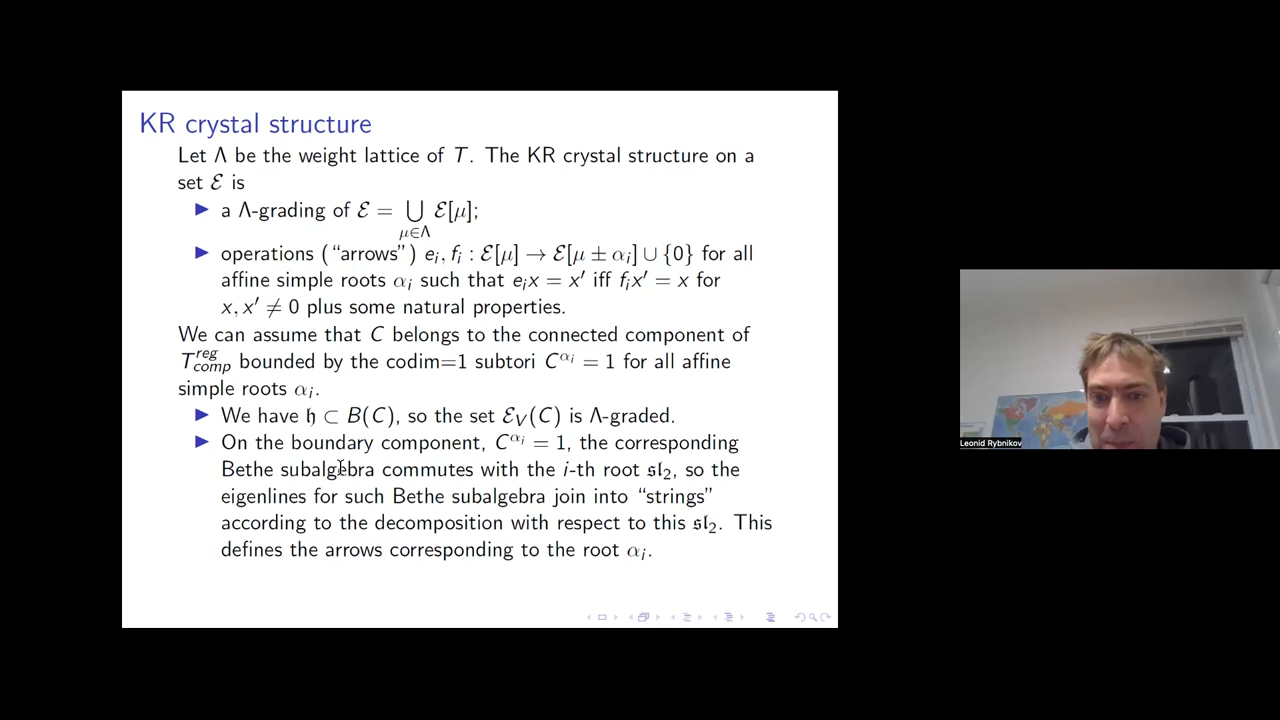 KR crystal structure
Let Λ be the weight lattice of T. The KR crystal structure on a
set ℰ is
▶ a Λ-grading of ℰ = ⋃ ℰ[μ];
μ∈Λ
▶ operations (“arrows”) e_i, f_i : ℰ[μ] → ℰ[μ ± α_i] ∪ {0} for all
affine simple roots α_i such that e_i x = x′ iff f_i x′ = x for
x, x′ ≠ 0 plus some natural properties.
We can assume that C belongs to the connected component of
T_{comp}^{reg} bounded by the codim=1 subtori C^{α_i} = 1 for all affine
simple roots α_i.
▶ We have 𝔥 ⊂ B(C), so the set ℰ_V(C) is Λ-graded.
▶ On the boundary component, C^{α_i} = 1, the corresponding
Bethe subalgebra commutes with the i-th root 𝔰𝔩₂, so the
eigenlines for such Bethe subalgebra join into “strings”
according to the decomposition with respect to this 𝔰𝔩₂. This
defines the arrows corresponding to the root α_i.
Leonid Rybnikov